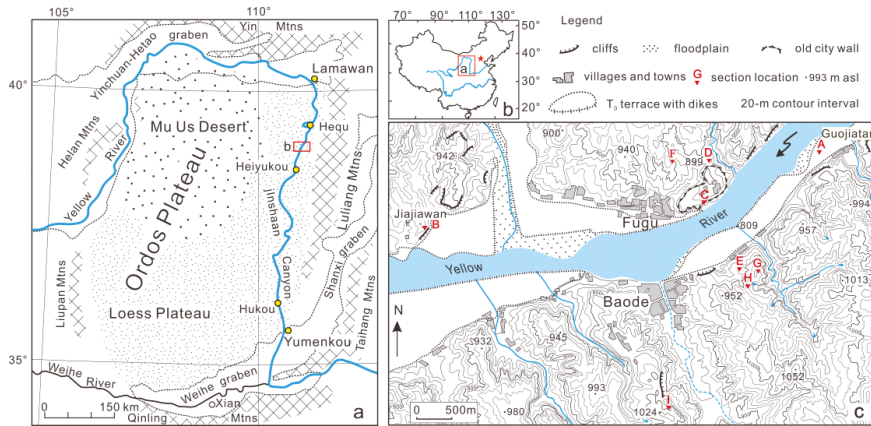 105°
110°
Yin Mtns
Yinchuan-Hetao graben
Lamawan
40°
Mu Us Desert
Hequ
b
Helan Mtns
Yellow River
Heiyukou
Ordos Plateau
Jinshaan Canyon
Luliang Mtns
Shanxi graben
Liupan Mtns
Loess Plateau
Hukou
Yumenkou
Taihang Mtns
35°
Weihe River
Weihe graben
Xian
Qinling Mtns
0 150 km
a
70° 90° 110° 130°
50°
40°
30°
20°
a
b
Legend
cliffs
floodplain
old city wall
villages and towns
G section location
·993 m asl
T0 terrace with dikes
20-m contour interval
900
940
942
F
D
899
C
Guojiatan
A
Jiajiawan
B
Fugu
River
809
994
957
Yellow
E
G
H
952
1013
Baode
N
932
945
993
1052
980
1024
I
909
0 500m
c